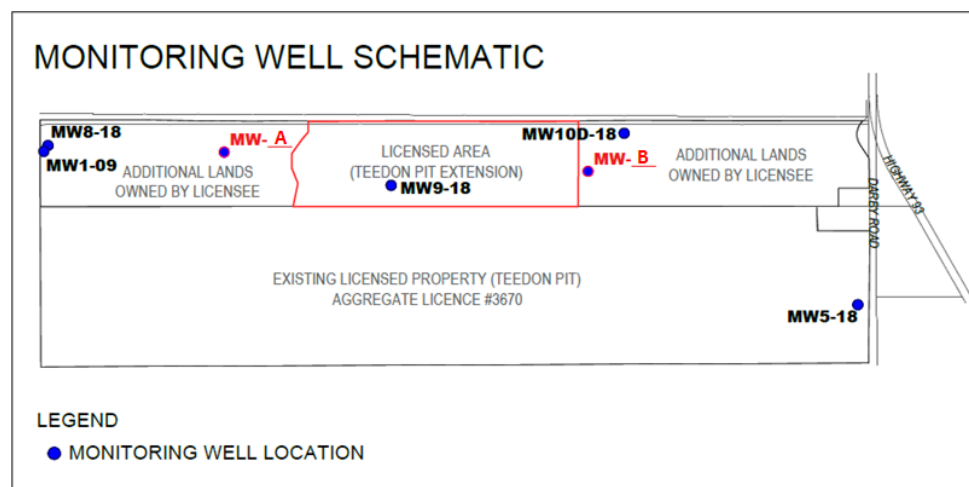 MONITORING WELL SCHEMATIC
MW8-18
MW1-09
MW- A
ADDITIONAL LANDS
OWNED BY LICENSEE
LICENSED AREA
(TEEDON PIT EXTENSION)
MW9-18
MW10D-18
MW- B
ADDITIONAL LANDS
OWNED BY LICENSEE
HIGHWAY 93
DARBY ROAD
EXISTING LICENSED PROPERTY (TEEDON PIT)
AGGREGATE LICENCE #3670
MW5-18
LEGEND
MONITORING WELL LOCATION